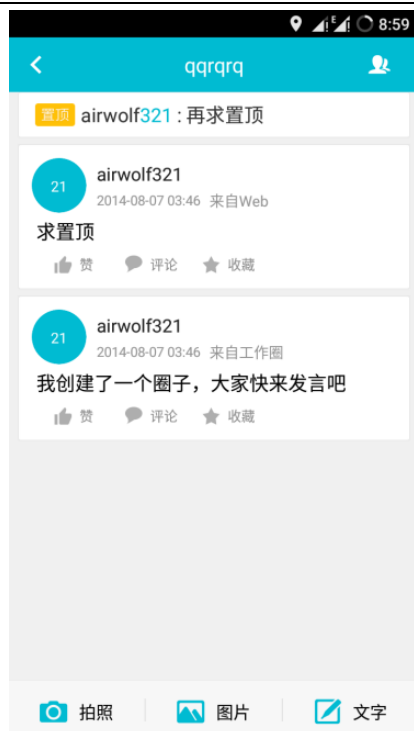 E 8:59
qqrqrq
置顶 airwolf321 : 再求置顶
21 airwolf321
2014-08-07 03:46 来自Web
求置顶
赞 评论 收藏
21 airwolf321
2014-08-07 03:46 来自工作圈
我创建了一个圈子，大家快来发言吧
赞 评论 收藏
拍照 图片 文字